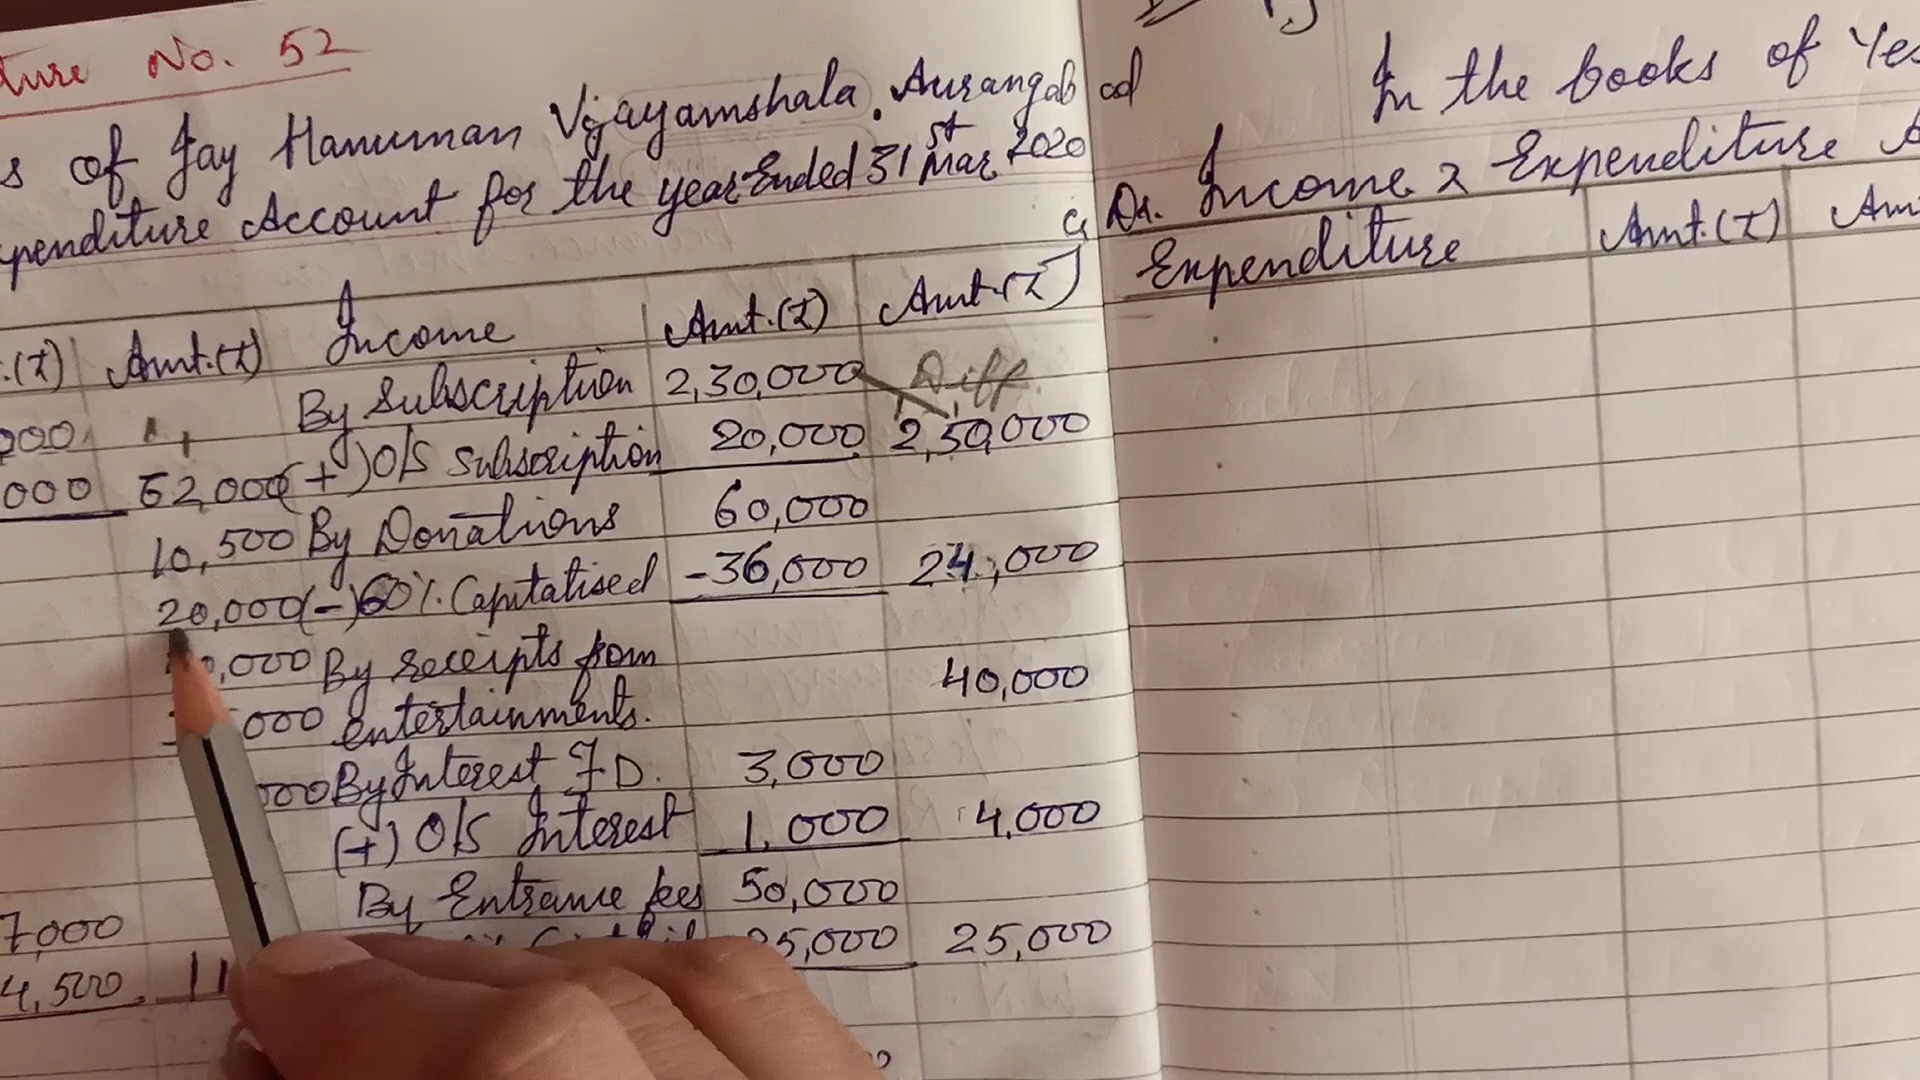 ture No. 52
s of Jay Hanuman Vyayamshala, Aurangabad
penditure Account for the year Ended 31st Mar 2020
Cr
.(₹) Amt.(₹) Income Amt.(₹) Amt.(₹)
By Subscription 2,30,000 Diff.
000 62,000 (+) O/S Subscription 20,000 2,50,000
000 10,500 By Donations 60,000
20,000 (-) 60% Capitalised -36,000 24,000
,000 By receipts from
000 entertainments. 40,000
000 By Interest F.D. 3,000
(+) O/S Interest 1,000 4,000
By Entrance fees 50,000
7,000 25,000 25,000
4,500 11
In the books of Yes
Dr. Income & Expenditure A
Expenditure Amt.(₹) Am